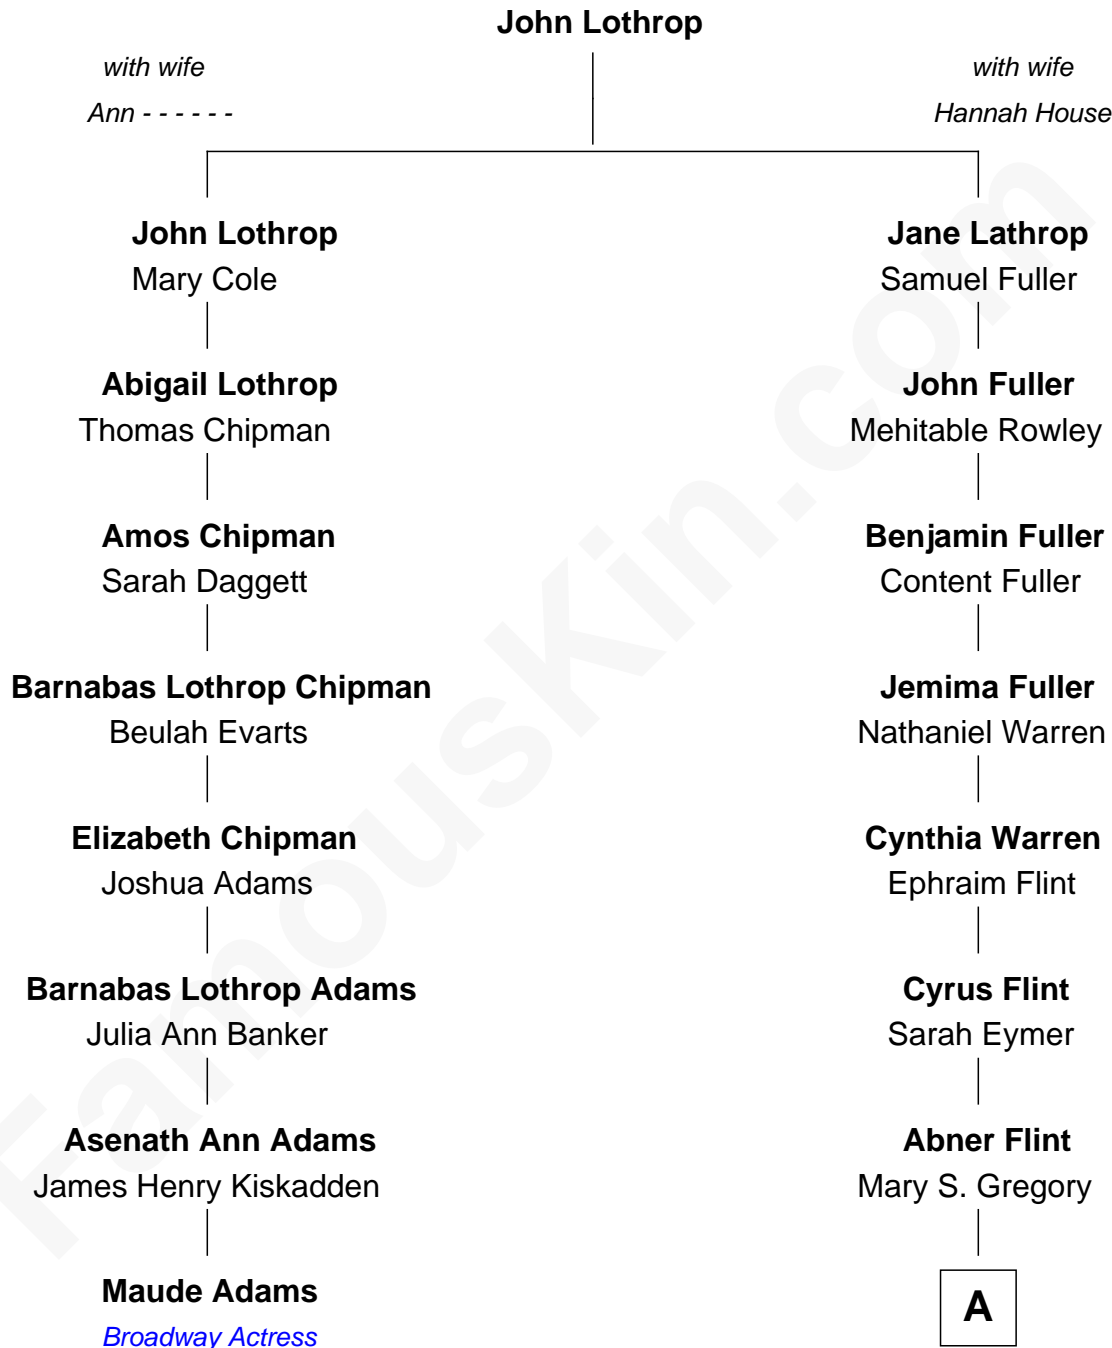 John Lothrop
with wife
Ann - - - - - -
with wife
Hannah House
John Lothrop
Mary Cole
Jane Lathrop
Samuel Fuller
Abigail Lothrop
Thomas Chipman
John Fuller
Mehitable Rowley
Amos Chipman
Sarah Daggett
Benjamin Fuller
Content Fuller
Barnabas Lothrop Chipman
Beulah Evarts
Jemima Fuller
Nathaniel Warren
Elizabeth Chipman
Joshua Adams
Cynthia Warren
Ephraim Flint
Barnabas Lothrop Adams
Julia Ann Banker
Cyrus Flint
Sarah Eymer
Asenath Ann Adams
James Henry Kiskadden
Abner Flint
Mary S. Gregory
Maude Adams
Broadway Actress
A
FamousKin.com